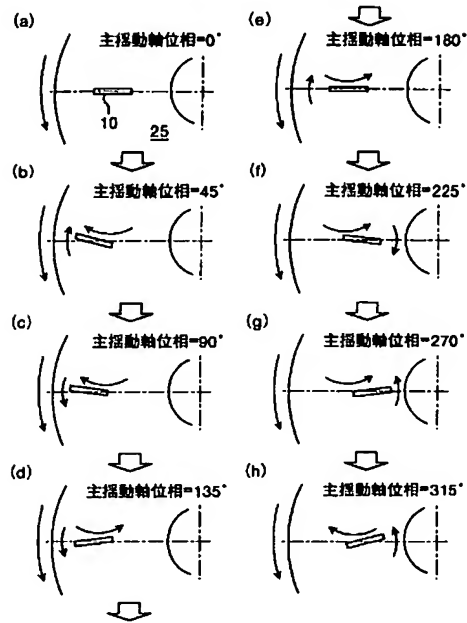 (a)
主揺動軸位相=0°
10
25
(b)
主揺動軸位相=45°
(c)
主揺動軸位相=90°
(d)
主揺動軸位相=135°
(e)
主揺動軸位相=180°
(f)
主揺動軸位相=225°
(g)
主揺動軸位相=270°
(h)
主揺動軸位相=315°